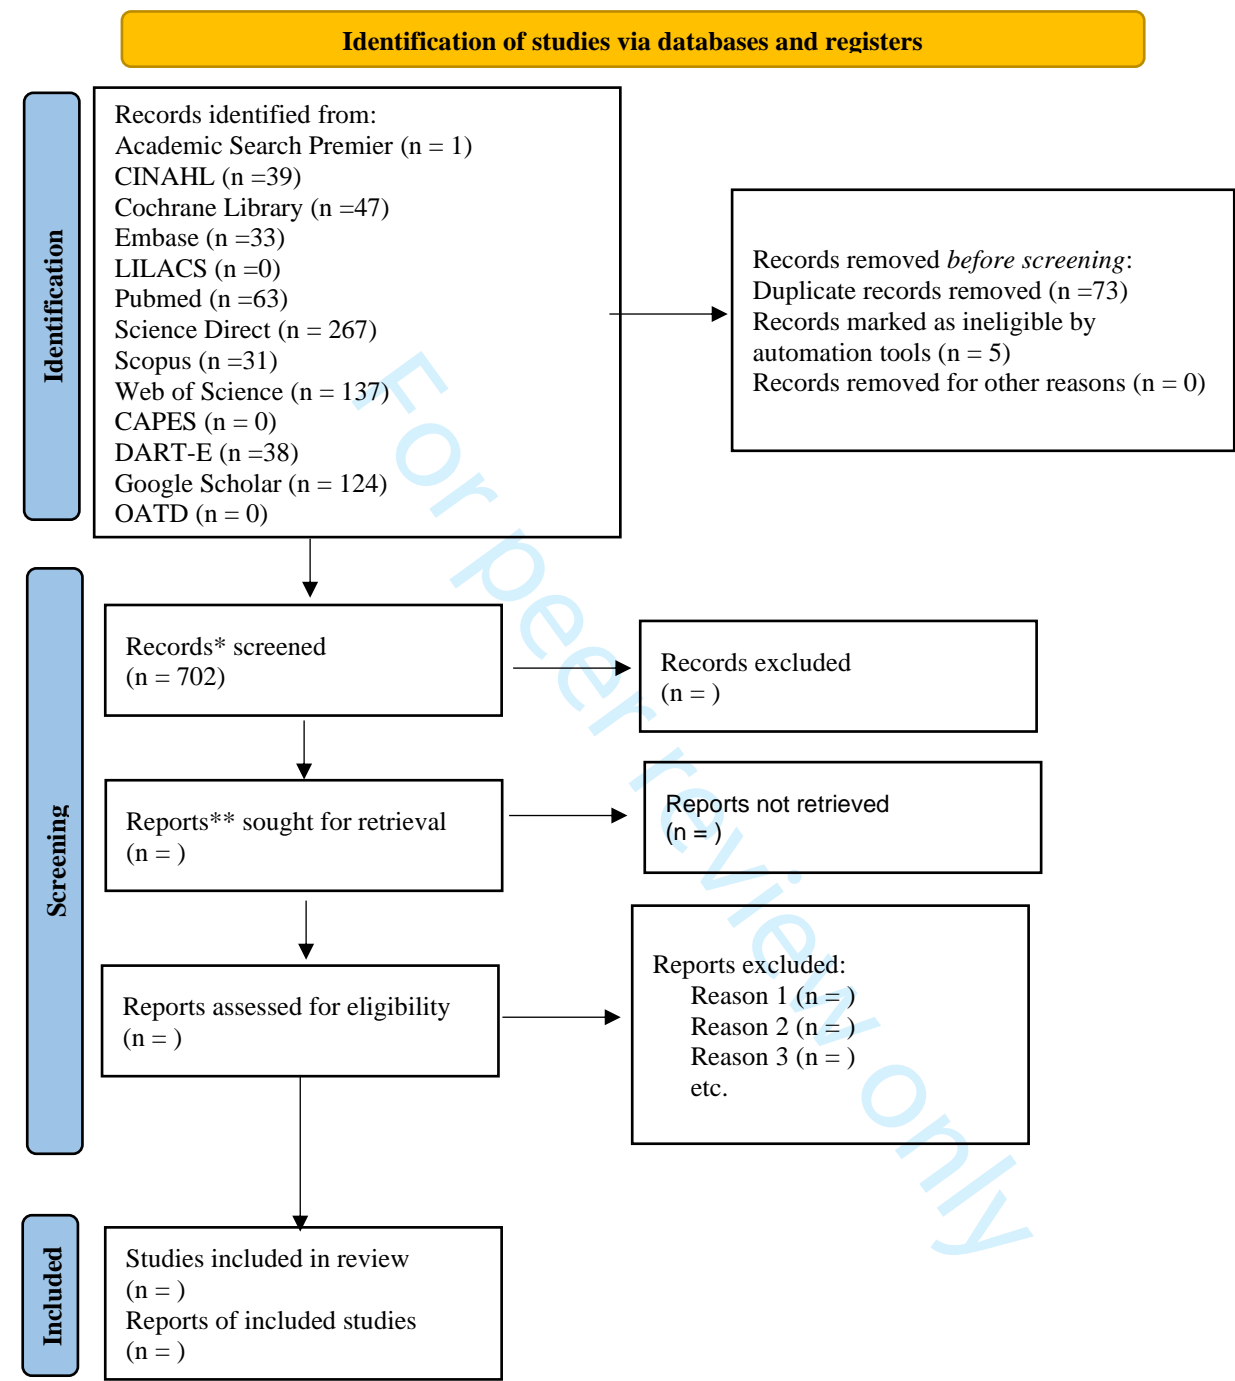 Identification of studies via databases and registers
Identification
Records identified from:
Academic Search Premier (n = 1)
CINAHL (n =39)
Cochrane Library (n =47)
Embase (n =33)
LILACS (n =0)
Pubmed (n =63)
Science Direct (n = 267)
Scopus (n =31)
Web of Science (n = 137)
CAPES (n = 0)
DART-E (n =38)
Google Scholar (n = 124)
OATD (n = 0)
Records removed before screening:
Duplicate records removed (n =73)
Records marked as ineligible by
automation tools (n = 5)
Records removed for other reasons (n = 0)
Screening
Records* screened
(n = 702)
Records excluded
(n = )
Reports** sought for retrieval
(n = )
Reports not retrieved
(n = )
Reports assessed for eligibility
(n = )
Reports excluded:
Reason 1 (n = )
Reason 2 (n = )
Reason 3 (n = )
etc.
Included
Studies included in review
(n = )
Reports of included studies
(n = )
For peer review only